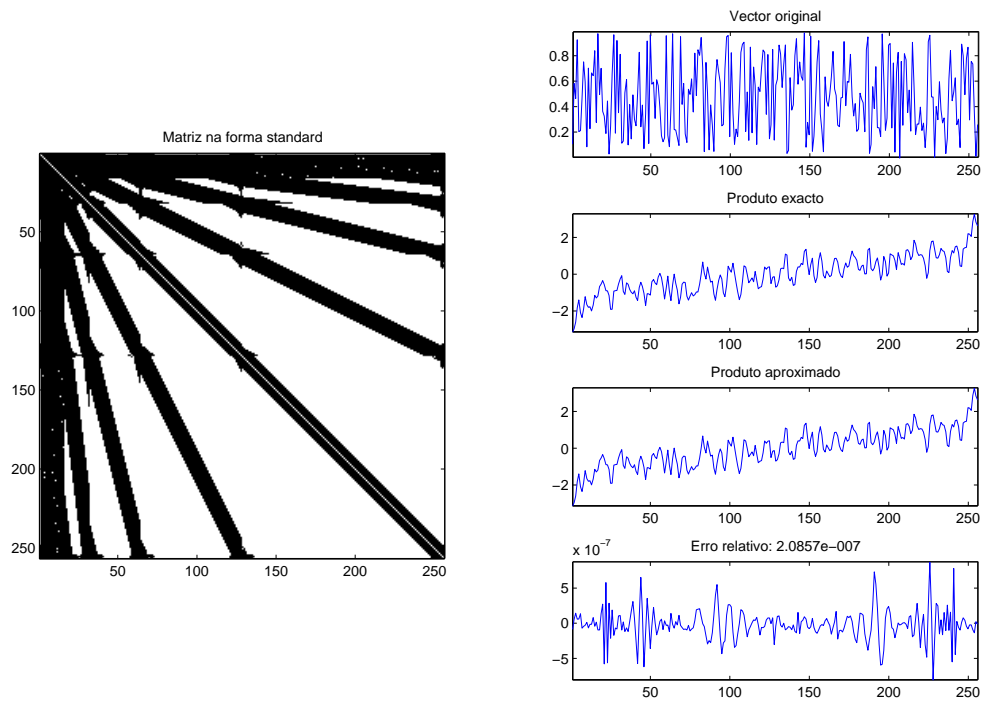 Matriz na forma standard
50
100
150
200
250
50 100 150 200 250
Vector original
0.8
0.6
0.4
0.2
50 100 150 200 250
Produto exacto
2
0
−2
50 100 150 200 250
Produto aproximado
2
0
−2
50 100 150 200 250
x 10−7
Erro relativo: 2.0857e−007
5
0
−5
50 100 150 200 250